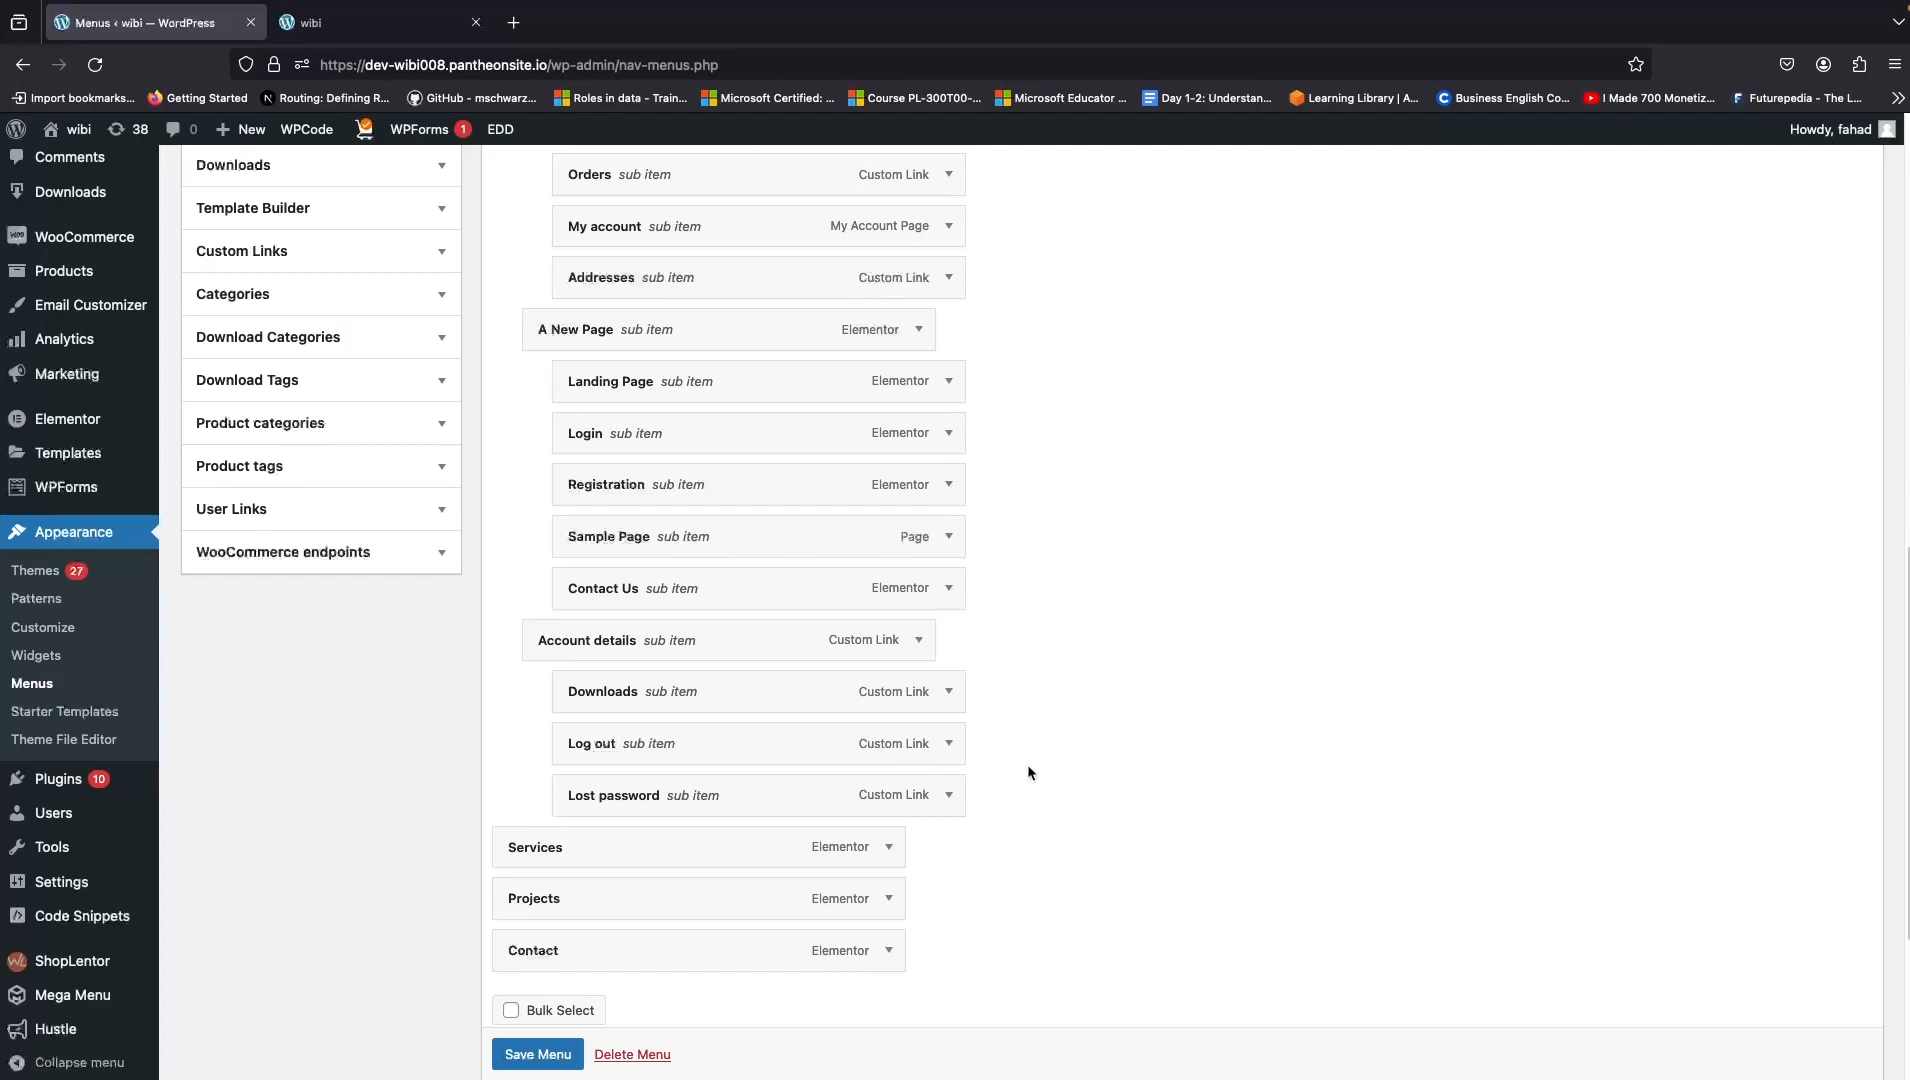 Menus ‹ wibi — WordPress
wibi
https://dev-wibi008.pantheonsite.io/wp-admin/nav-menus.php
Import bookmarks...
Getting Started
Routing: Defining R...
GitHub - mschwarz...
Roles in data - Train...
Microsoft Certified: ...
Course PL-300T00-...
Microsoft Educator ...
Day 1-2: Understan...
Learning Library | A...
Business English Co...
I Made 700 Monetiz...
Futurepedia - The L...
wibi
38
0
New
WPCode
WPForms 1
EDD
Howdy, fahad
Comments
Downloads
WooCommerce
Products
Email Customizer
Analytics
Marketing
Elementor
Templates
WPForms
Appearance
Themes 27
Patterns
Customize
Widgets
Menus
Starter Templates
Theme File Editor
Plugins 10
Users
Tools
Settings
Code Snippets
ShopLentor
Mega Menu
Hustle
Collapse menu
Downloads
Template Builder
Custom Links
Categories
Download Categories
Download Tags
Product categories
Product tags
User Links
WooCommerce endpoints
Orders sub item Custom Link
My account sub item My Account Page
Addresses sub item Custom Link
A New Page sub item Elementor
Landing Page sub item Elementor
Login sub item Elementor
Registration sub item Elementor
Sample Page sub item Page
Contact Us sub item Elementor
Account details sub item Custom Link
Downloads sub item Custom Link
Log out sub item Custom Link
Lost password sub item Custom Link
Services Elementor
Projects Elementor
Contact Elementor
Bulk Select
Save Menu Delete Menu